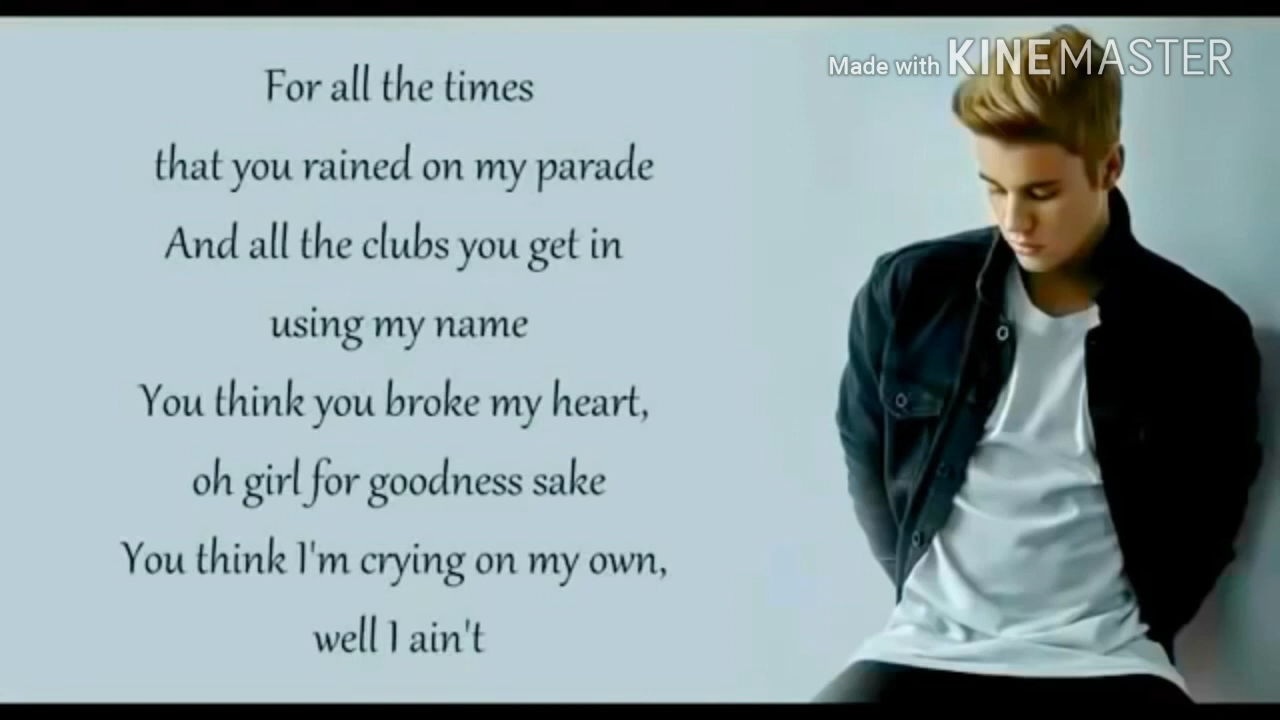 Made with KINEMASTER
For all the times
that you rained on my parade
And all the clubs you get in
using my name
You think you broke my heart,
oh girl for goodness sake
You think I'm crying on my own,
well I ain't